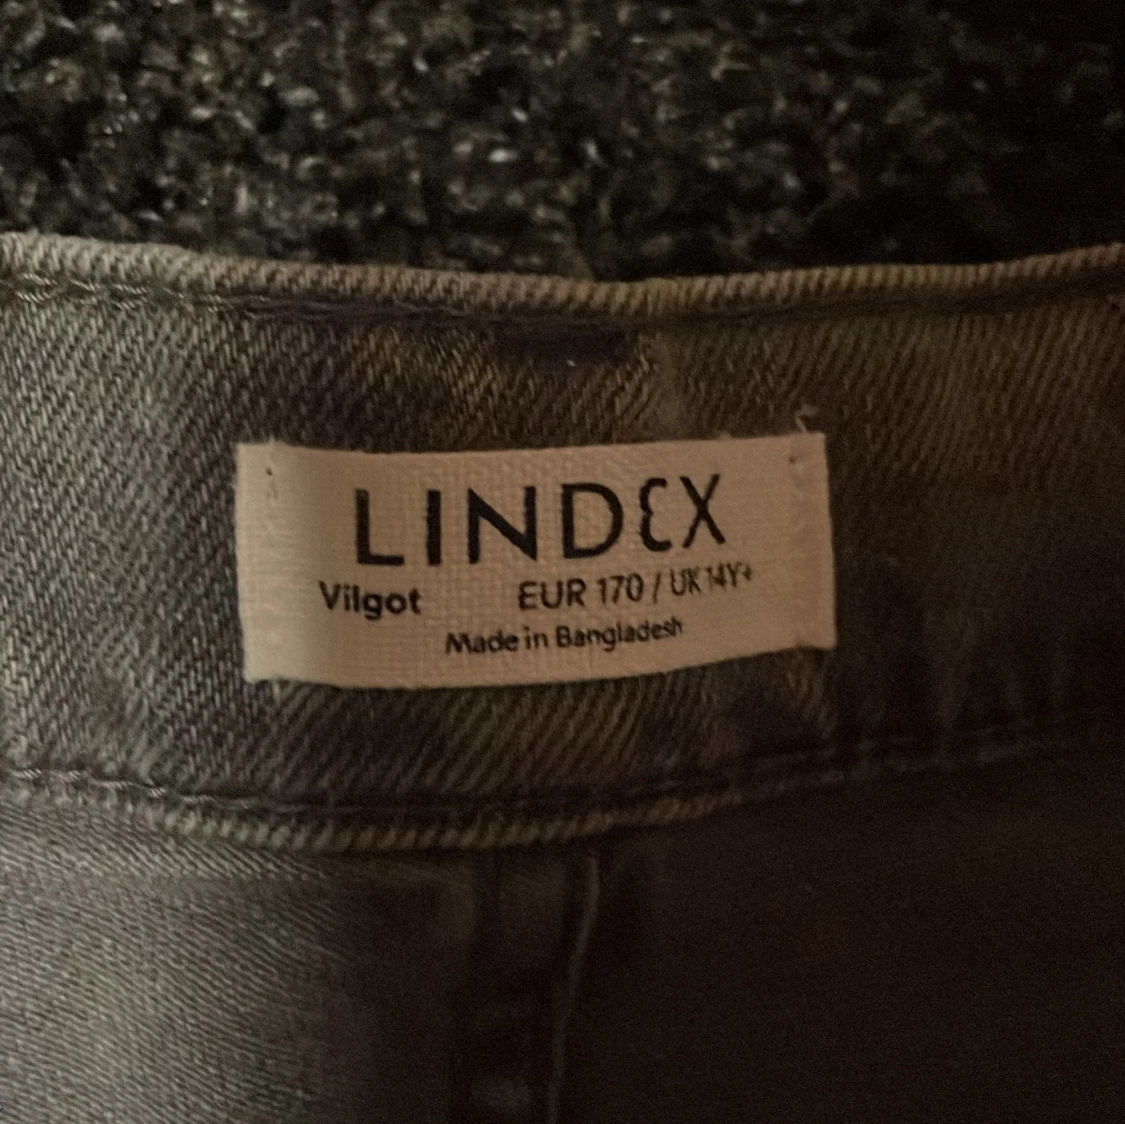 LINDEX
Vilgot EUR 170 / UK 14Y+
Made in Bangladesh